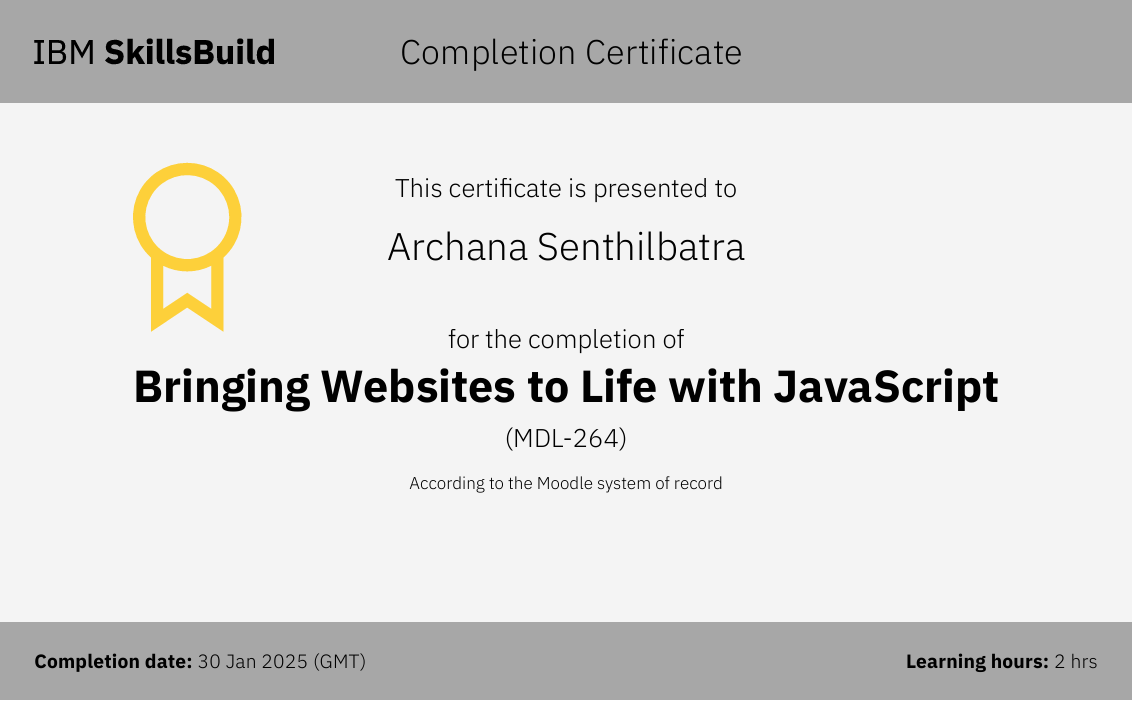 IBM SkillsBuild
Completion Certificate
This certificate is presented to
Archana Senthilbatra
for the completion of
Bringing Websites to Life with JavaScript
(MDL-264)
According to the Moodle system of record
Completion date: 30 Jan 2025 (GMT)
Learning hours: 2 hrs